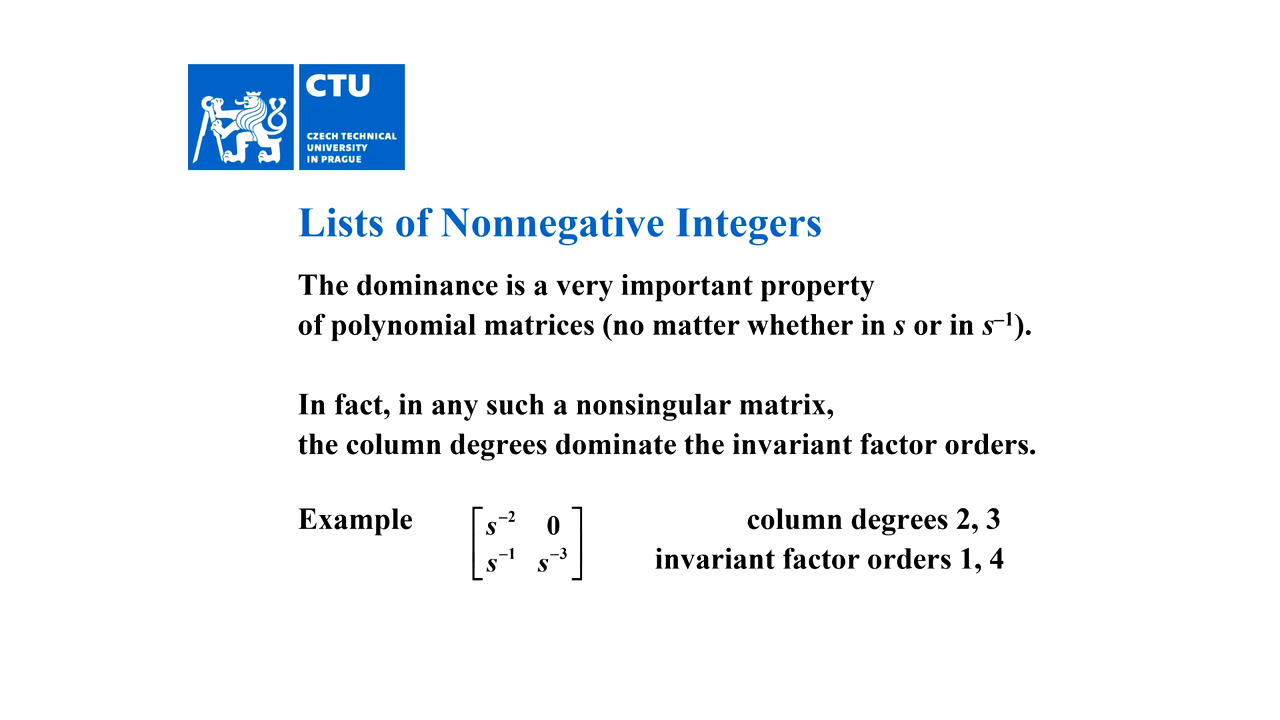 CTU
CZECH TECHNICAL
UNIVERSITY
IN PRAGUE
Lists of Nonnegative Integers
The dominance is a very important property
of polynomial matrices (no matter whether in s or in s⁻¹).
In fact, in any such a nonsingular matrix,
the column degrees dominate the invariant factor orders.
Example [s⁻² 0 column degrees 2, 3
s⁻¹ s⁻³] invariant factor orders 1, 4